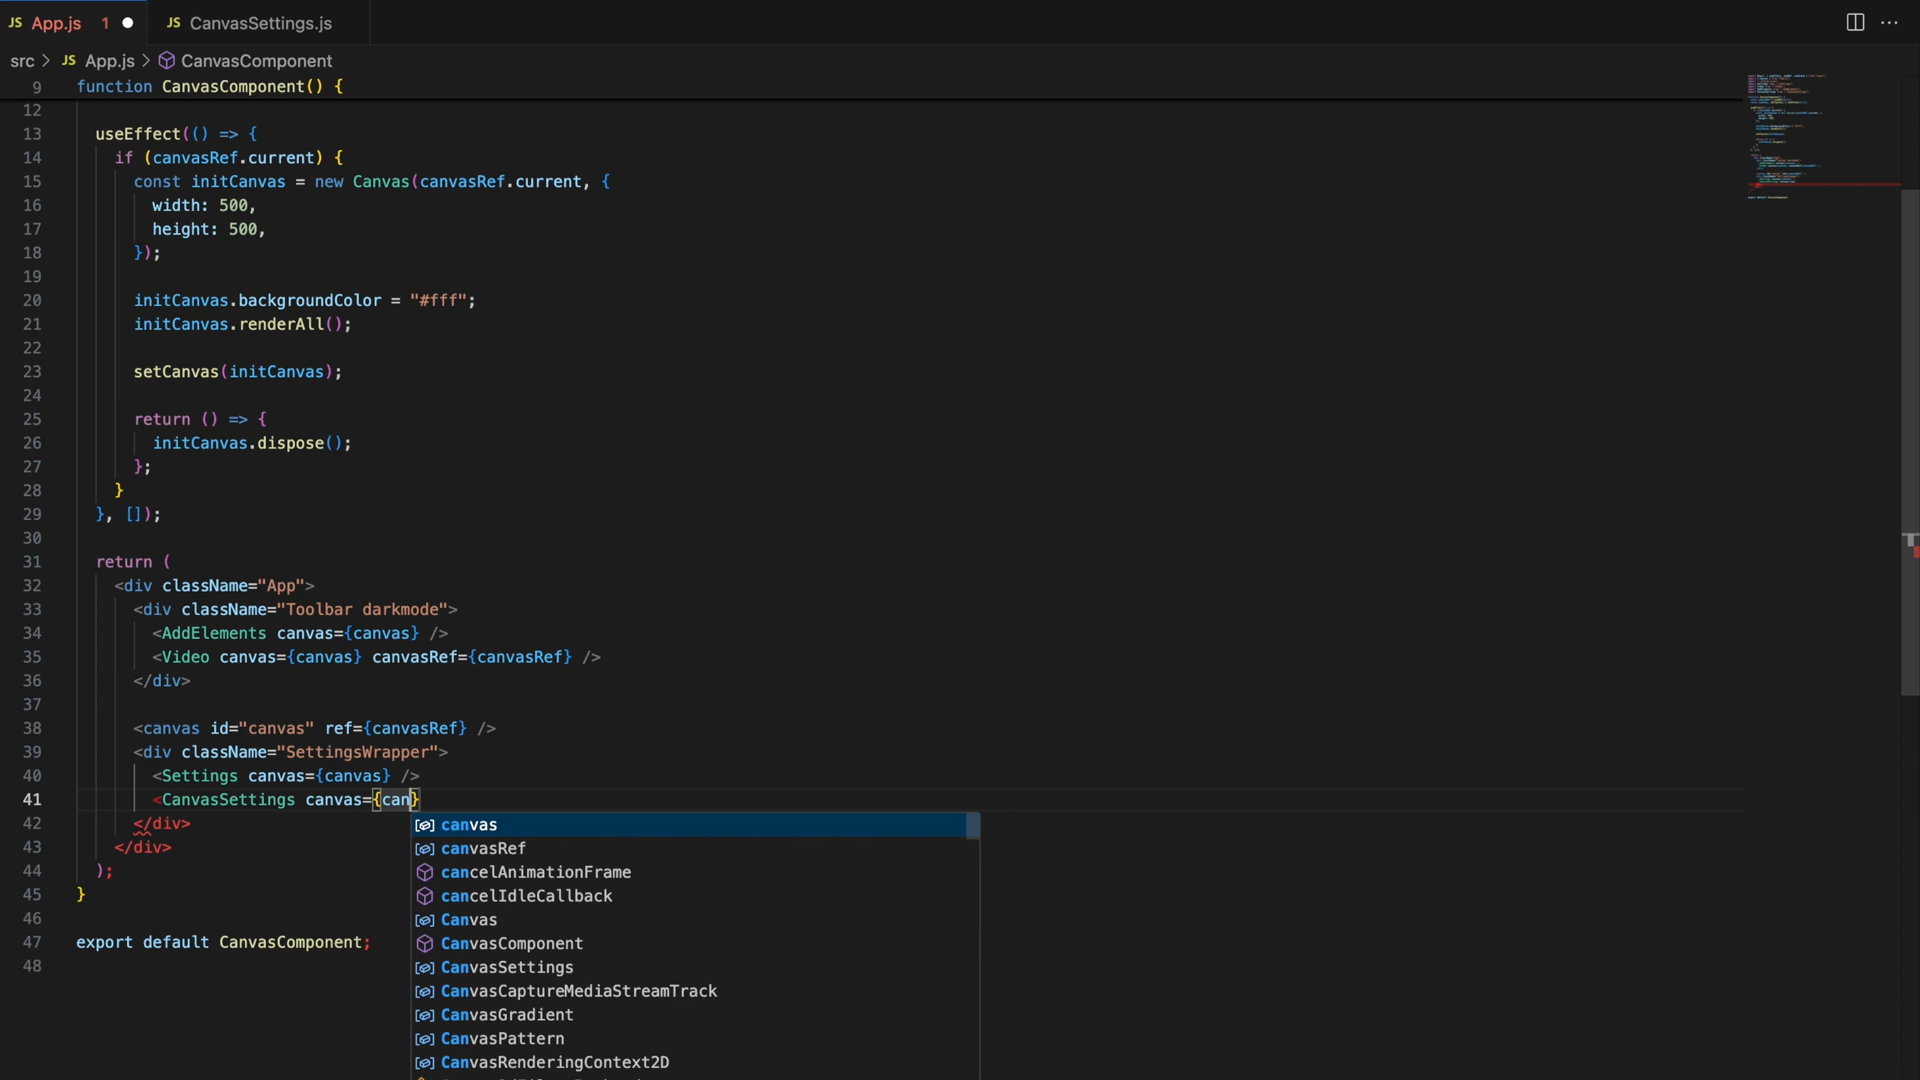 JS App.js 1 JS CanvasSettings.js
src > JS App.js > CanvasComponent
9 function CanvasComponent() {
12
13 useEffect(() => {
14 if (canvasRef.current) {
15 const initCanvas = new Canvas(canvasRef.current, {
16 width: 500,
17 height: 500,
18 });
19
20 initCanvas.backgroundColor = "#fff";
21 initCanvas.renderAll();
22
23 setCanvas(initCanvas);
24
25 return () => {
26 initCanvas.dispose();
27 };
28 }
29 }, []);
30
31 return (
32 <div className="App">
33 <div className="Toolbar darkmode">
34 <AddElements canvas={canvas} />
35 <Video canvas={canvas} canvasRef={canvasRef} />
36 </div>
37
38 <canvas id="canvas" ref={canvasRef} />
39 <div className="SettingsWrapper">
40 <Settings canvas={canvas} />
41 <CanvasSettings canvas={can}
42 </div>
43 </div>
44 );
45 }
46
47 export default CanvasComponent;
48
canvas
canvasRef
cancelAnimationFrame
cancelIdleCallback
Canvas
CanvasComponent
CanvasSettings
CanvasCaptureMediaStreamTrack
CanvasGradient
CanvasPattern
CanvasRenderingContext2D